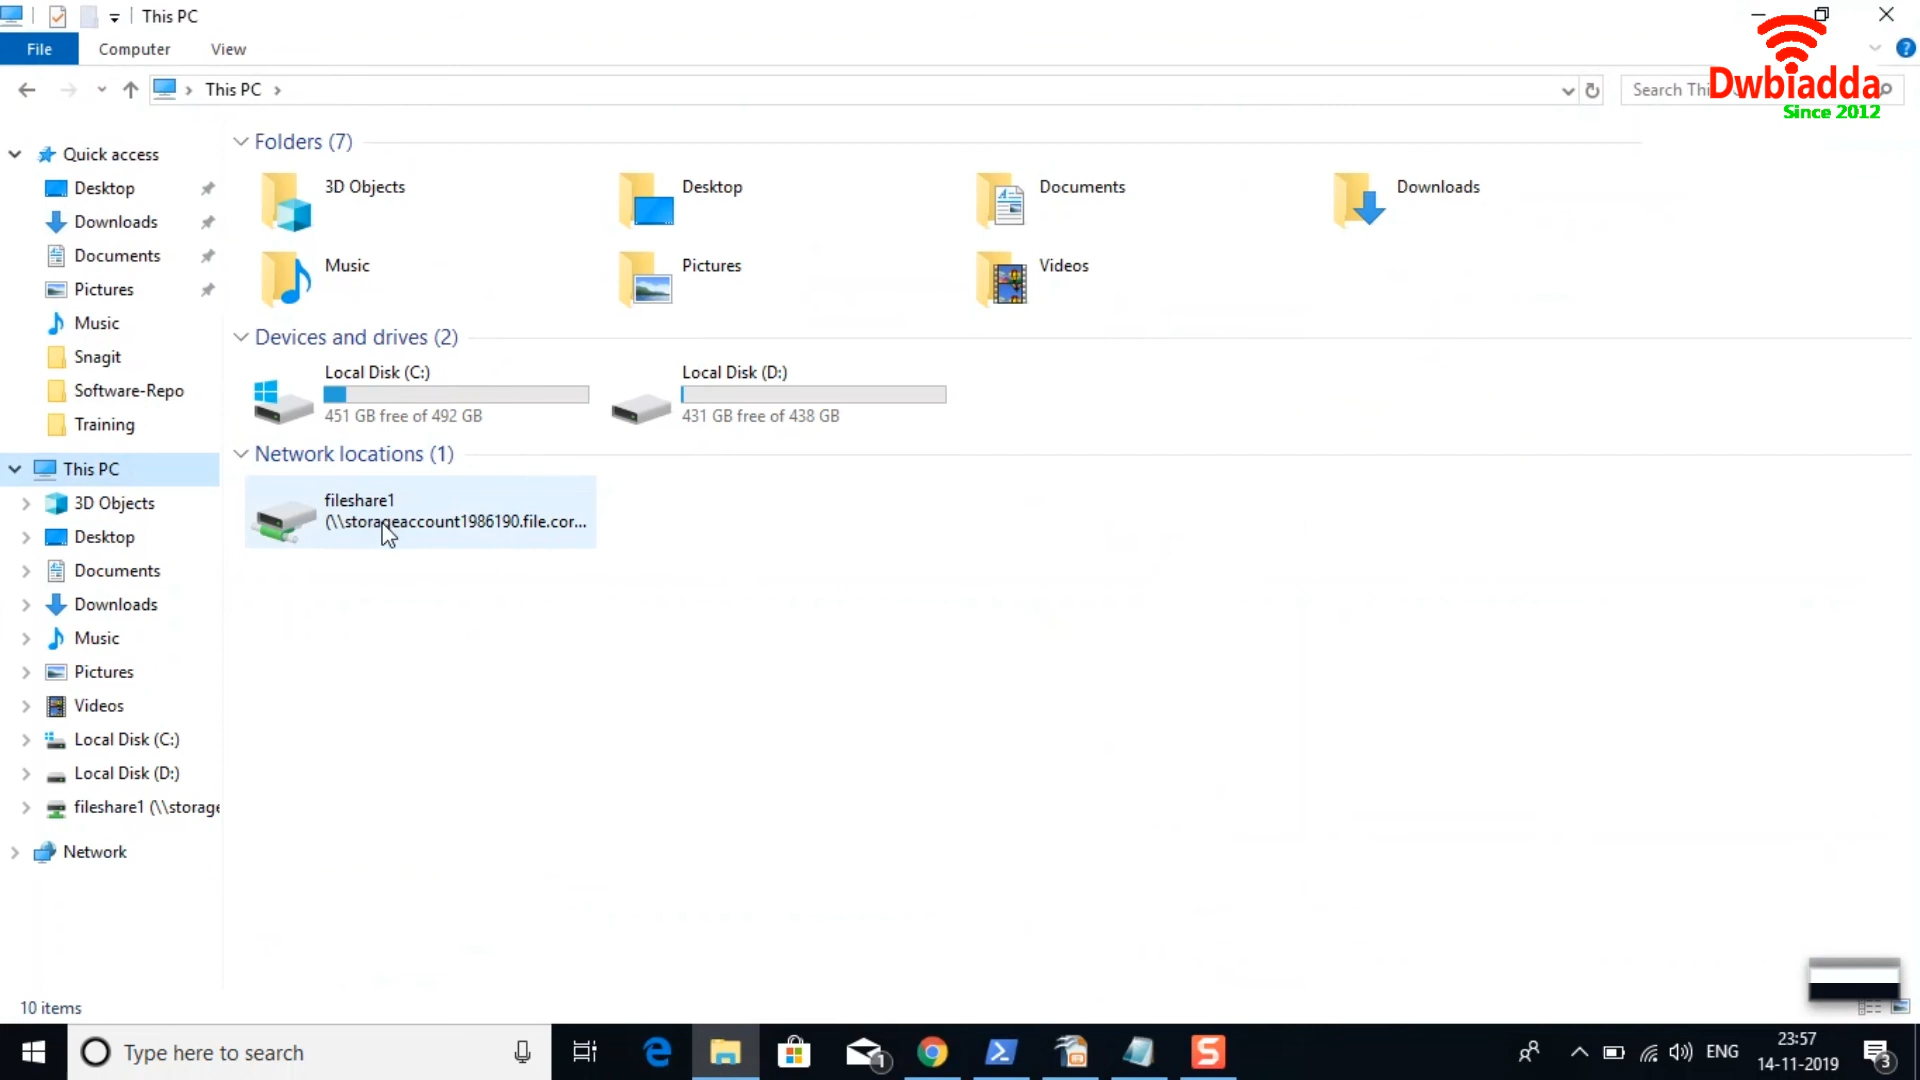 This PC
File
Computer
View
This PC
Search Thi
Dwbiadda
Since 2012
Quick access
Desktop
Downloads
Documents
Pictures
Music
Snagit
Software-Repo
Training
This PC
3D Objects
Desktop
Documents
Downloads
Music
Pictures
Videos
Local Disk (C:)
Local Disk (D:)
fileshare1 (\\storage
Network
Folders (7)
3D Objects
Desktop
Documents
Downloads
Music
Pictures
Videos
Devices and drives (2)
Local Disk (C:)
451 GB free of 492 GB
Local Disk (D:)
431 GB free of 438 GB
Network locations (1)
fileshare1
(\\storageaccount1986190.file.cor...
10 items
Type here to search
1
ENG
23:57
14-11-2019
3